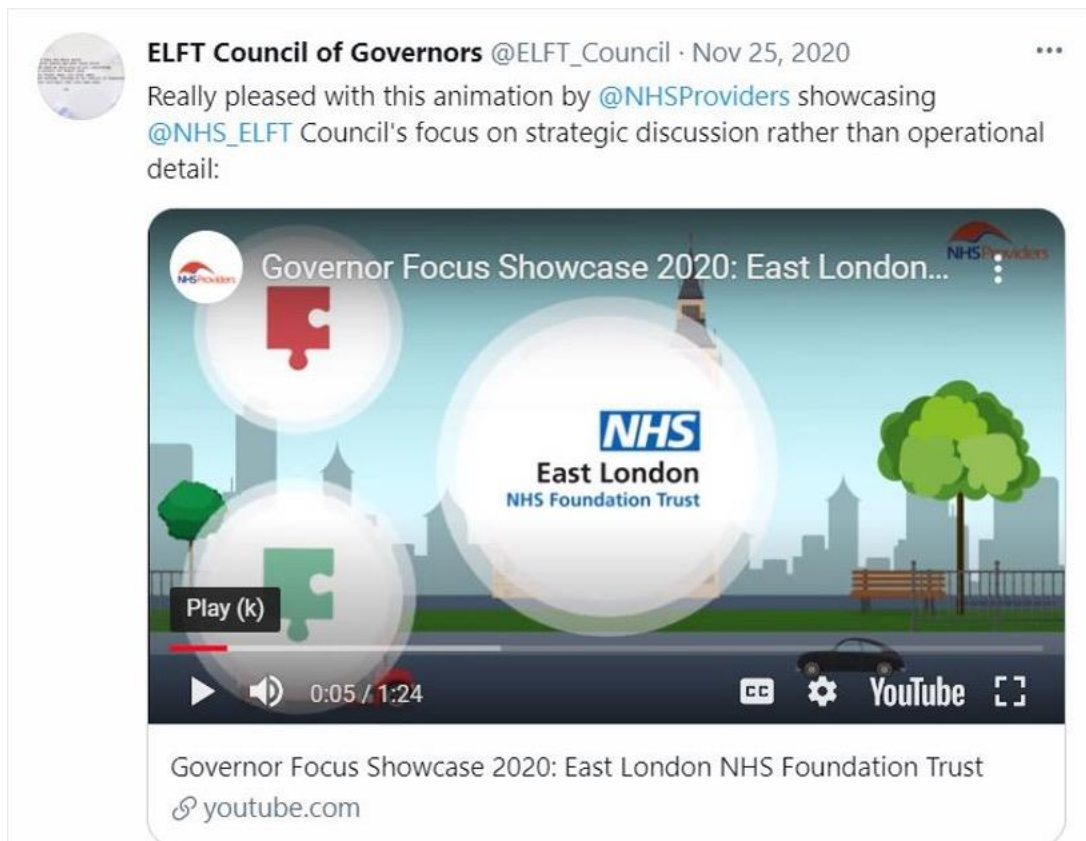 ELFT Council of Governors @ELFT_Council · Nov 25, 2020
Really pleased with this animation by @NHSProviders showcasing
@NHS_ELFT Council's focus on strategic discussion rather than operational
detail:
NHSProviders
NHSProviders
Governor Focus Showcase 2020: East London...
NHS
East London
NHS Foundation Trust
Play (k)
0:05 / 1:24
CC
YouTube
Governor Focus Showcase 2020: East London NHS Foundation Trust
youtube.com